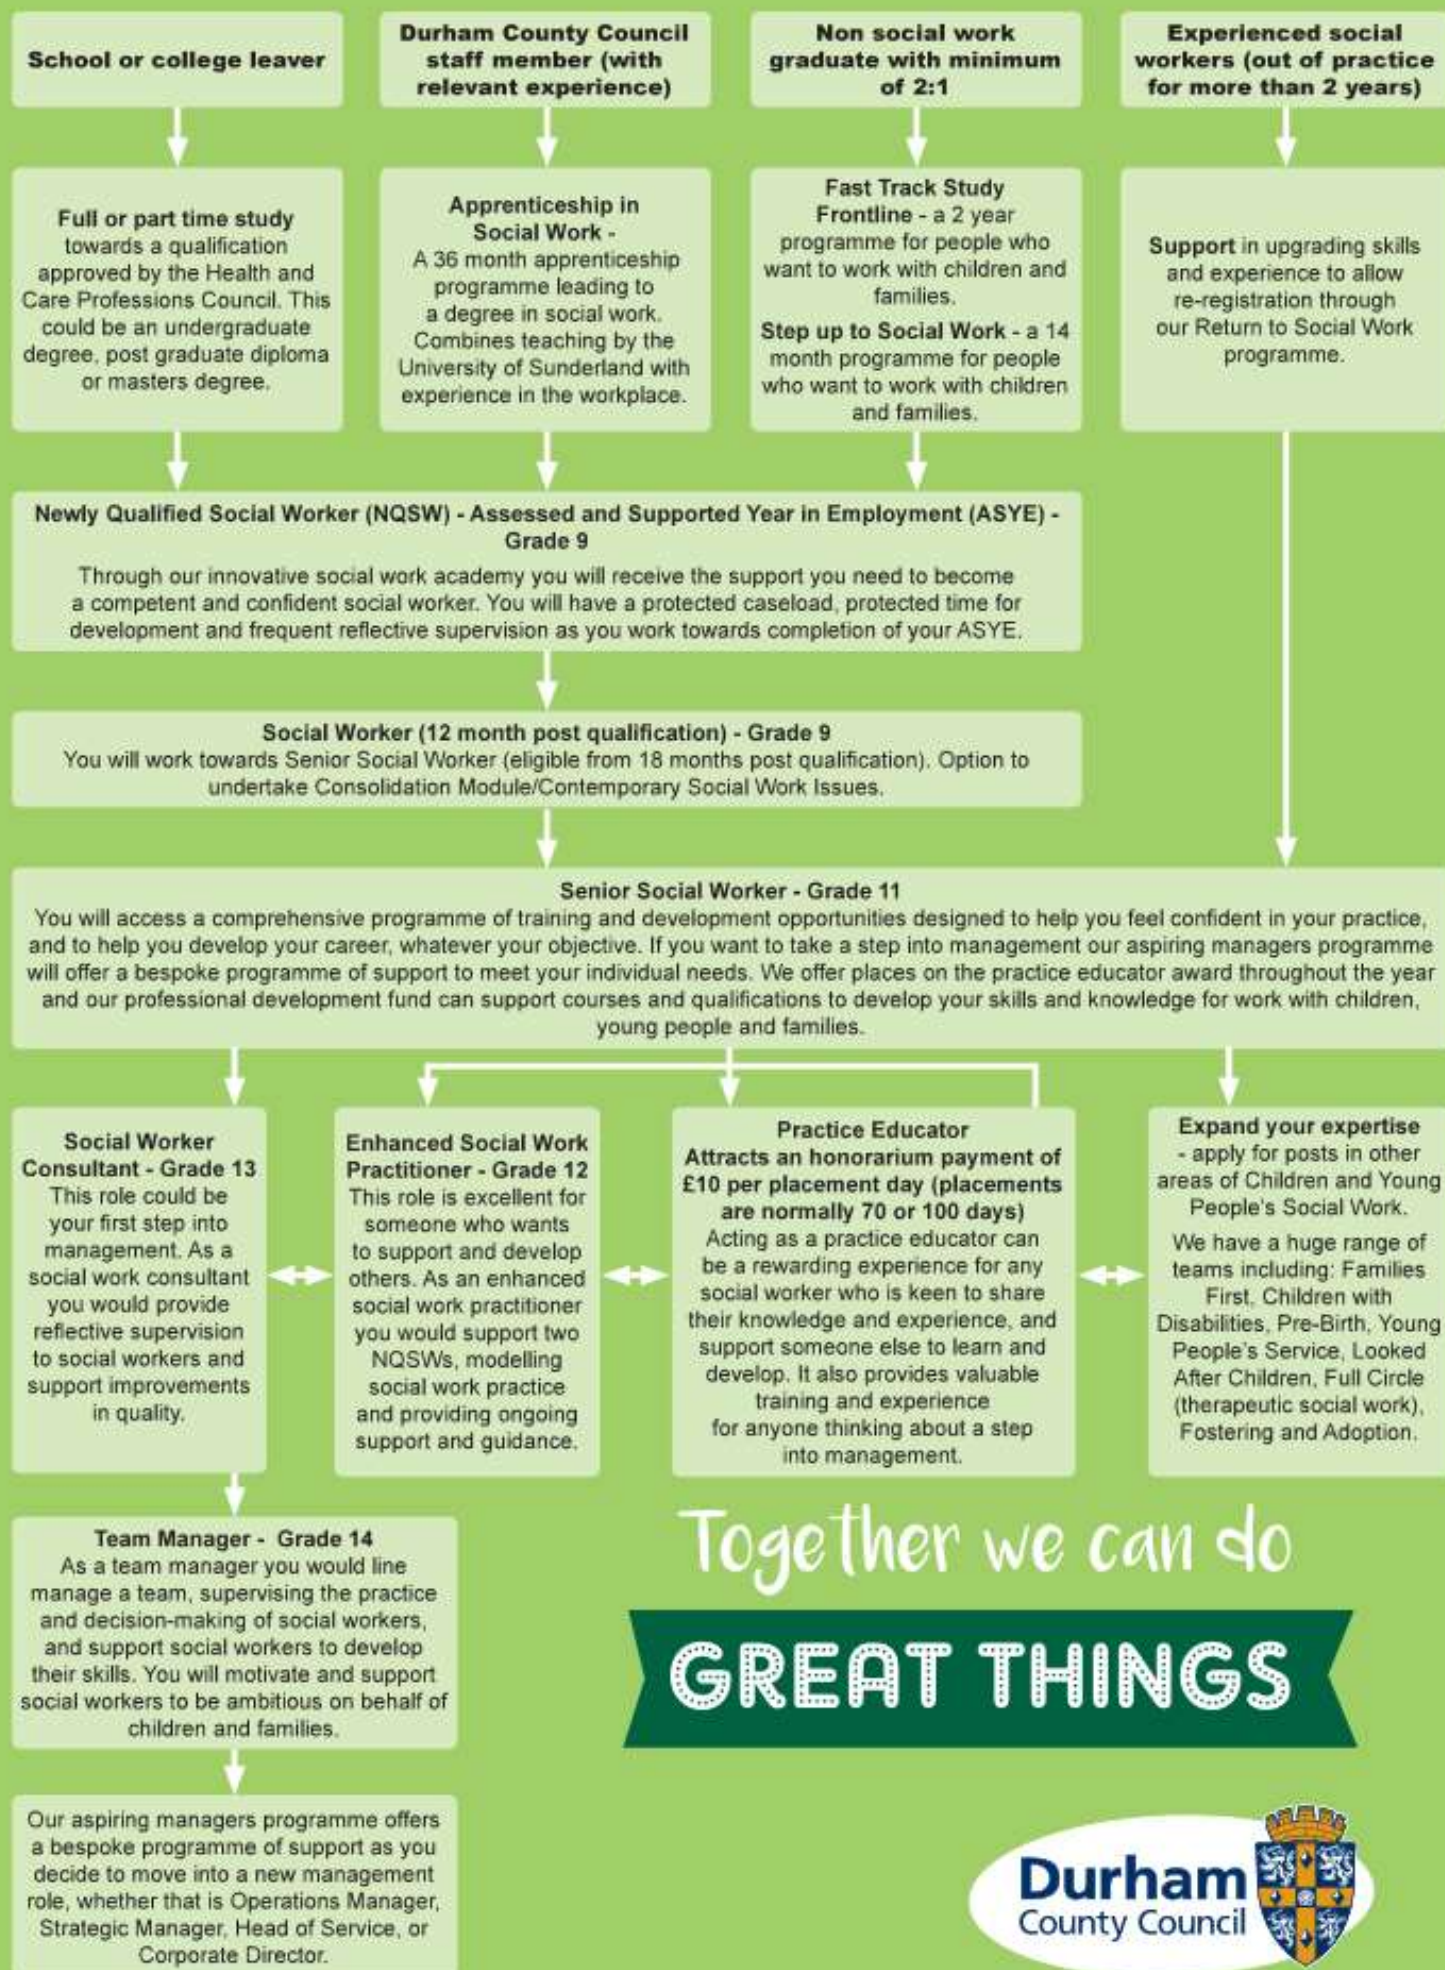 School or college leaver
Durham County Council
staff member (with
relevant experience)
Non social work
graduate with minimum
of 2:1
Experienced social
workers (out of practice
for more than 2 years)
Full or part time study
towards a qualification
approved by the Health and
Care Professions Council. This
could be an undergraduate
degree, post graduate diploma
or masters degree.
Apprenticeship in
Social Work -
A 36 month apprenticeship
programme leading to
a degree in social work.
Combines teaching by the
University of Sunderland with
experience in the workplace.
Fast Track Study
Frontline - a 2 year
programme for people who
want to work with children and
families.
Step up to Social Work - a 14
month programme for people
who want to work with children
and families.
Support in upgrading skills
and experience to allow
re-registration through
our Return to Social Work
programme.
Newly Qualified Social Worker (NQSW) - Assessed and Supported Year in Employment (ASYE) -
Grade 9
Through our innovative social work academy you will receive the support you need to become
a competent and confident social worker. You will have a protected caseload, protected time for
development and frequent reflective supervision as you work towards completion of your ASYE.
Social Worker (12 month post qualification) - Grade 9
You will work towards Senior Social Worker (eligible from 18 months post qualification). Option to
undertake Consolidation Module/Contemporary Social Work Issues.
Senior Social Worker - Grade 11
You will access a comprehensive programme of training and development opportunities designed to help you feel confident in your practice,
and to help you develop your career, whatever your objective. If you want to take a step into management our aspiring managers programme
will offer a bespoke programme of support to meet your individual needs. We offer places on the practice educator award throughout the year
and our professional development fund can support courses and qualifications to develop your skills and knowledge for work with children,
young people and families.
Social Worker
Consultant - Grade 13
This role could be
your first step into
management. As a
social work consultant
you would provide
reflective supervision
to social workers and
support improvements
in quality.
Enhanced Social Work
Practitioner - Grade 12
This role is excellent for
someone who wants
to support and develop
others. As an enhanced
social work practitioner
you would support two
NQSWs, modelling
social work practice
and providing ongoing
support and guidance.
Practice Educator
Attracts an honorarium payment of
£10 per placement day (placements
are normally 70 or 100 days)
Acting as a practice educator can
be a rewarding experience for any
social worker who is keen to share
their knowledge and experience, and
support someone else to learn and
develop. It also provides valuable
training and experience
for anyone thinking about a step
into management.
Expand your expertise
- apply for posts in other
areas of Children and Young
People's Social Work.
We have a huge range of
teams including: Families
First, Children with
Disabilities, Pre-Birth, Young
People's Service, Looked
After Children, Full Circle
(therapeutic social work),
Fostering and Adoption.
Team Manager - Grade 14
As a team manager you would line
manage a team, supervising the practice
and decision-making of social workers,
and support social workers to develop
their skills. You will motivate and support
social workers to be ambitious on behalf of
children and families.
Our aspiring managers programme offers
a bespoke programme of support as you
decide to move into a new management
role, whether that is Operations Manager,
Strategic Manager, Head of Service, or
Corporate Director.
Together we can do
GREAT THINGS
Durham
County Council